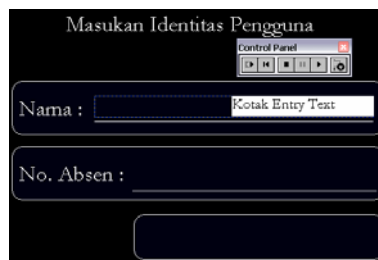 Masukan Identitas Pengguna
Control Panel
Nama :
Kotak Entry Text
No. Absen :